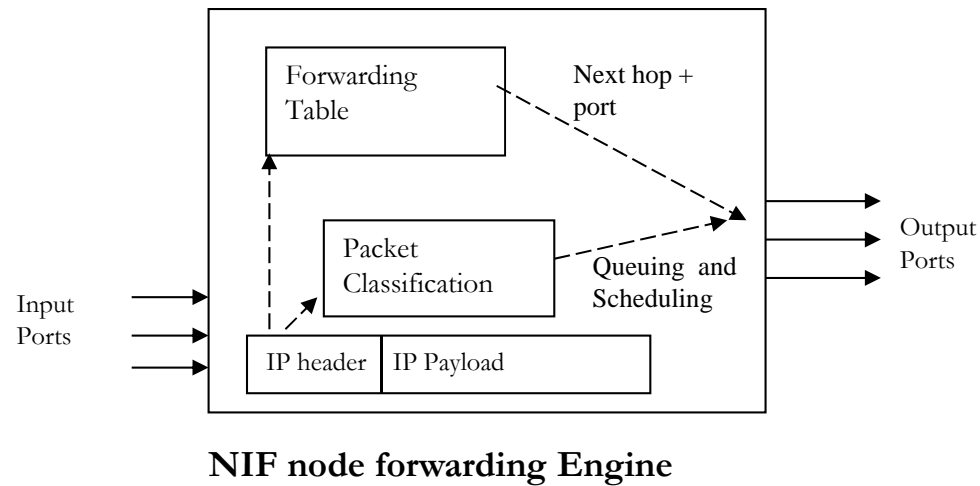 Forwarding
Table
Next hop +
port
Packet
Classification
Queuing and
Scheduling
Output
Ports
Input
Ports
IP header
IP Payload
NIF node forwarding Engine